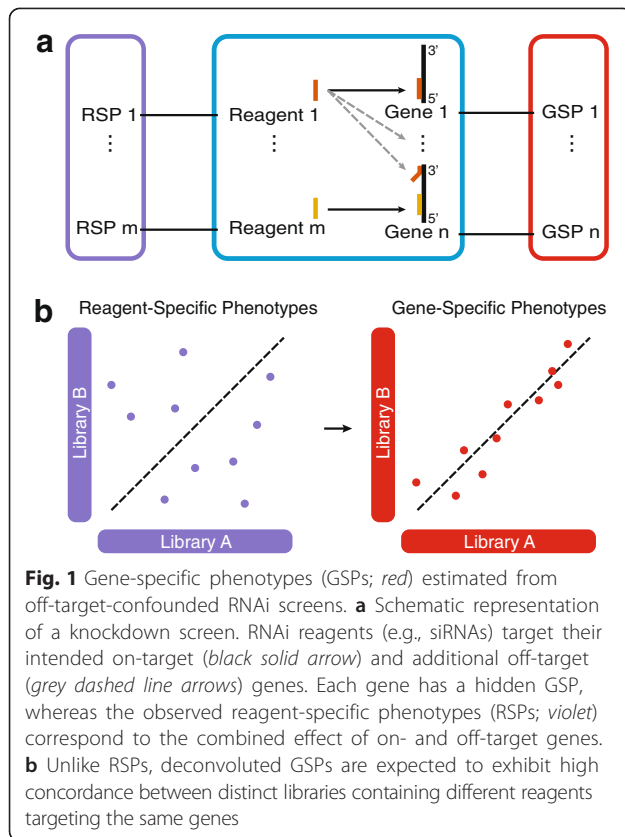 a
3'
5'
RSP 1
Reagent 1
Gene 1
GSP 1
⋮
⋮
⋮
⋮
3'
5'
RSP m
Reagent m
Gene n
GSP n
b
Reagent-Specific Phenotypes
Gene-Specific Phenotypes
Library B
Library B
Library A
Library A
Fig. 1 Gene-specific phenotypes (GSPs; red) estimated from
off-target-confounded RNAi screens. a Schematic representation
of a knockdown screen. RNAi reagents (e.g., siRNAs) target their
intended on-target (black solid arrow) and additional off-target
(grey dashed line arrows) genes. Each gene has a hidden GSP,
whereas the observed reagent-specific phenotypes (RSPs; violet)
correspond to the combined effect of on- and off-target genes.
b Unlike RSPs, deconvoluted GSPs are expected to exhibit high
concordance between distinct libraries containing different reagents
targeting the same genes